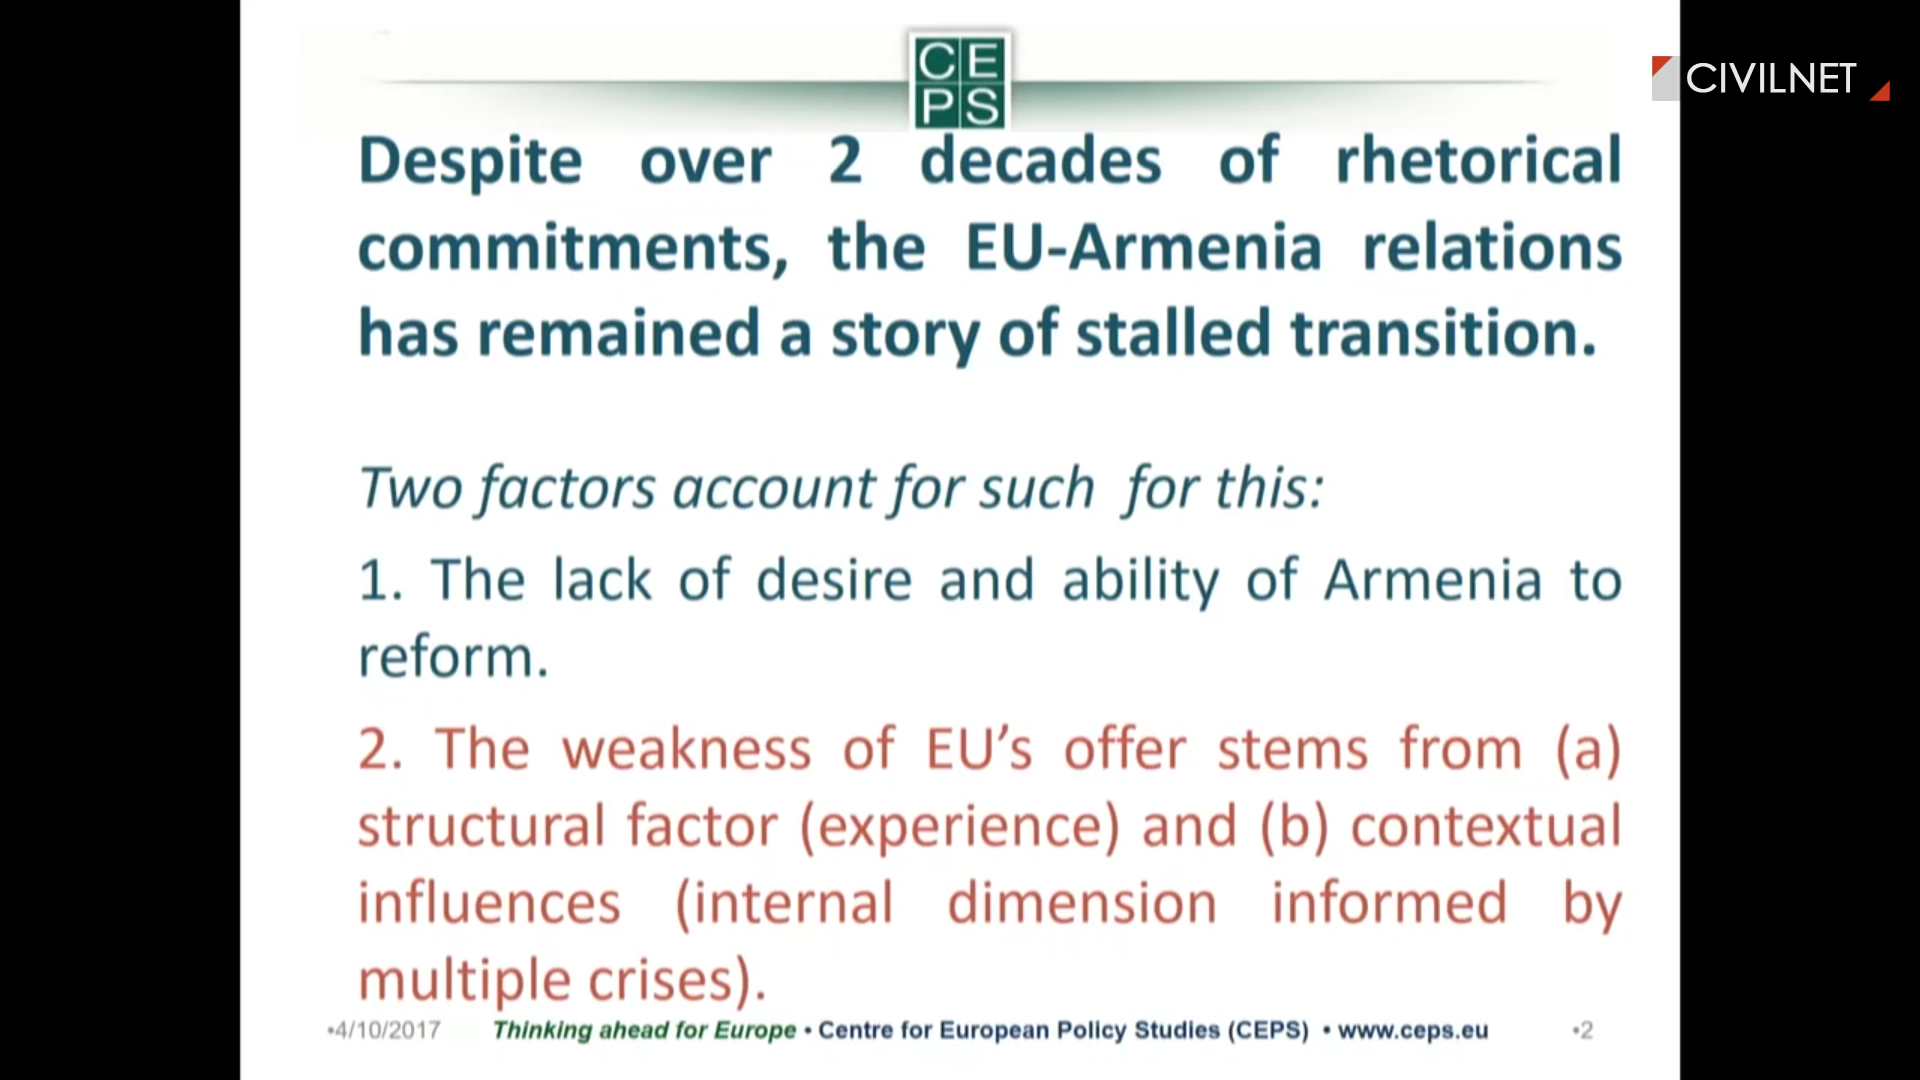 CE
PS
CIVILNET
Despite over 2 decades of rhetorical
commitments, the EU-Armenia relations
has remained a story of stalled transition.
Two factors account for such for this:
1. The lack of desire and ability of Armenia to
reform.
2. The weakness of EU’s offer stems from (a)
structural factor (experience) and (b) contextual
influences (internal dimension informed by
multiple crises).
•4/10/2017 Thinking ahead for Europe • Centre for European Policy Studies (CEPS) • www.ceps.eu •2